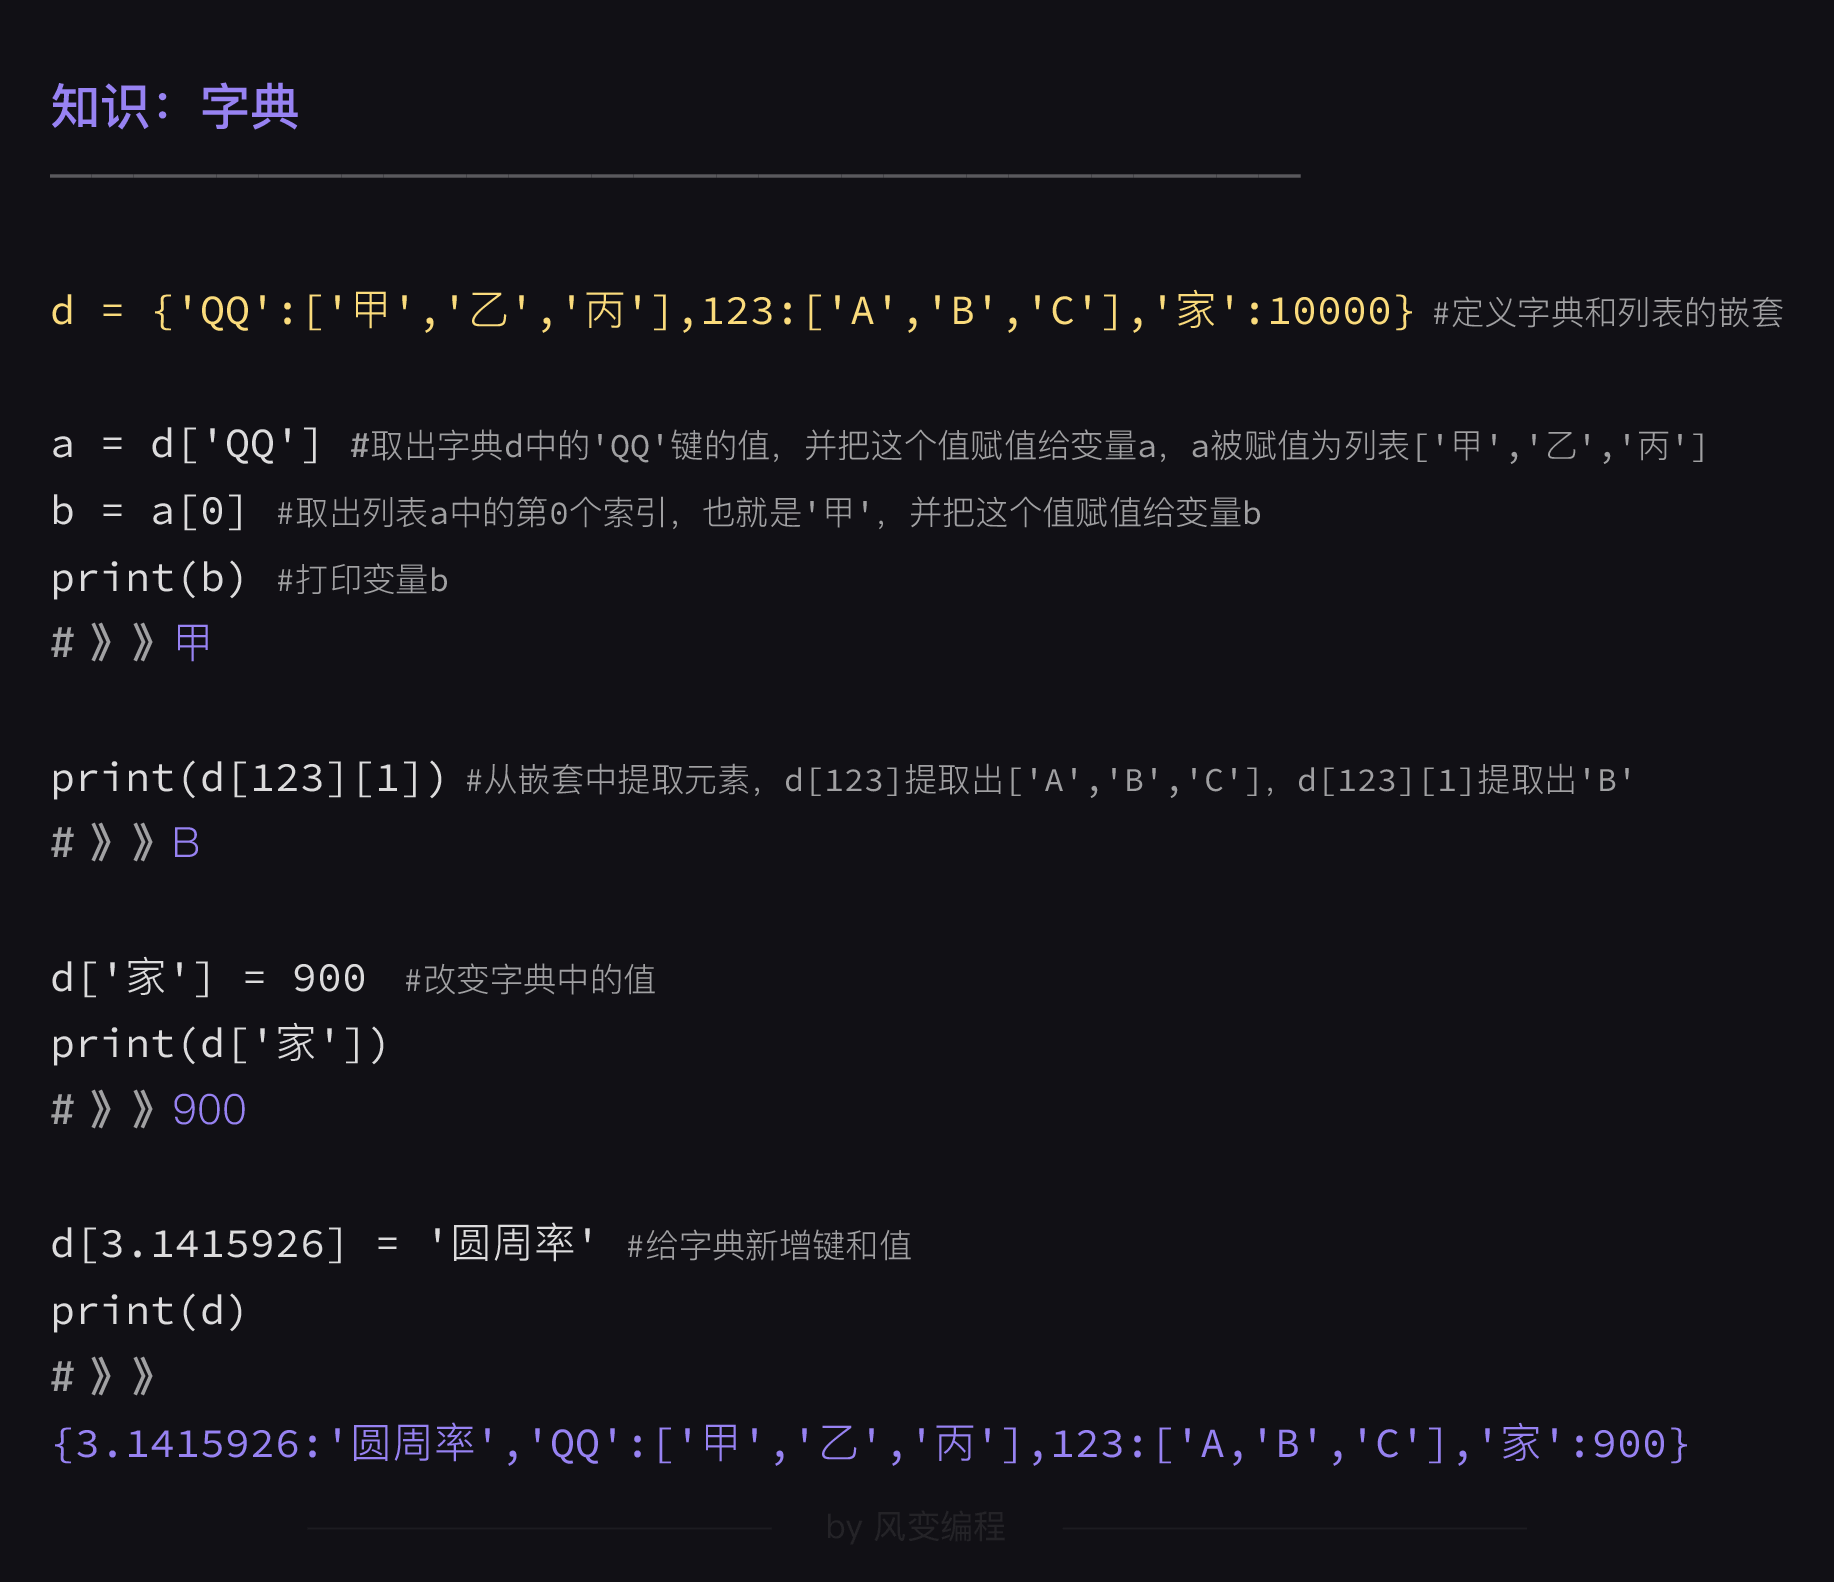 知识：字典
d = {'QQ':['甲','乙','丙'],123:['A','B','C'],'家':10000} #定义字典和列表的嵌套
a = d['QQ'] #取出字典d中的'QQ'键的值，并把这个值赋值给变量a，a被赋值为列表['甲','乙','丙']
b = a[0] #取出列表a中的第0个索引，也就是'甲'，并把这个值赋值给变量b
print(b) #打印变量b
# 》》甲
print(d[123][1]) #从嵌套中提取元素，d[123]提取出['A','B','C']，d[123][1]提取出'B'
# 》》B
d['家'] = 900 #改变字典中的值
print(d['家'])
# 》》900
d[3.1415926] = '圆周率' #给字典新增键和值
print(d)
# 》》
{3.1415926:'圆周率','QQ':['甲','乙','丙'],123:['A,'B','C'],'家':900}
by 风变编程